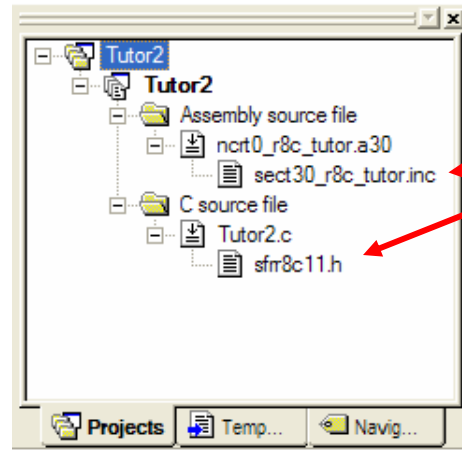 Tutor2
Tutor2
Assembly source file
ncrt0_r8c_tutor.a30
sect30_r8c_tutor.inc
C source file
Tutor2.c
sfrr8c11.h
Projects Temp... Navig...